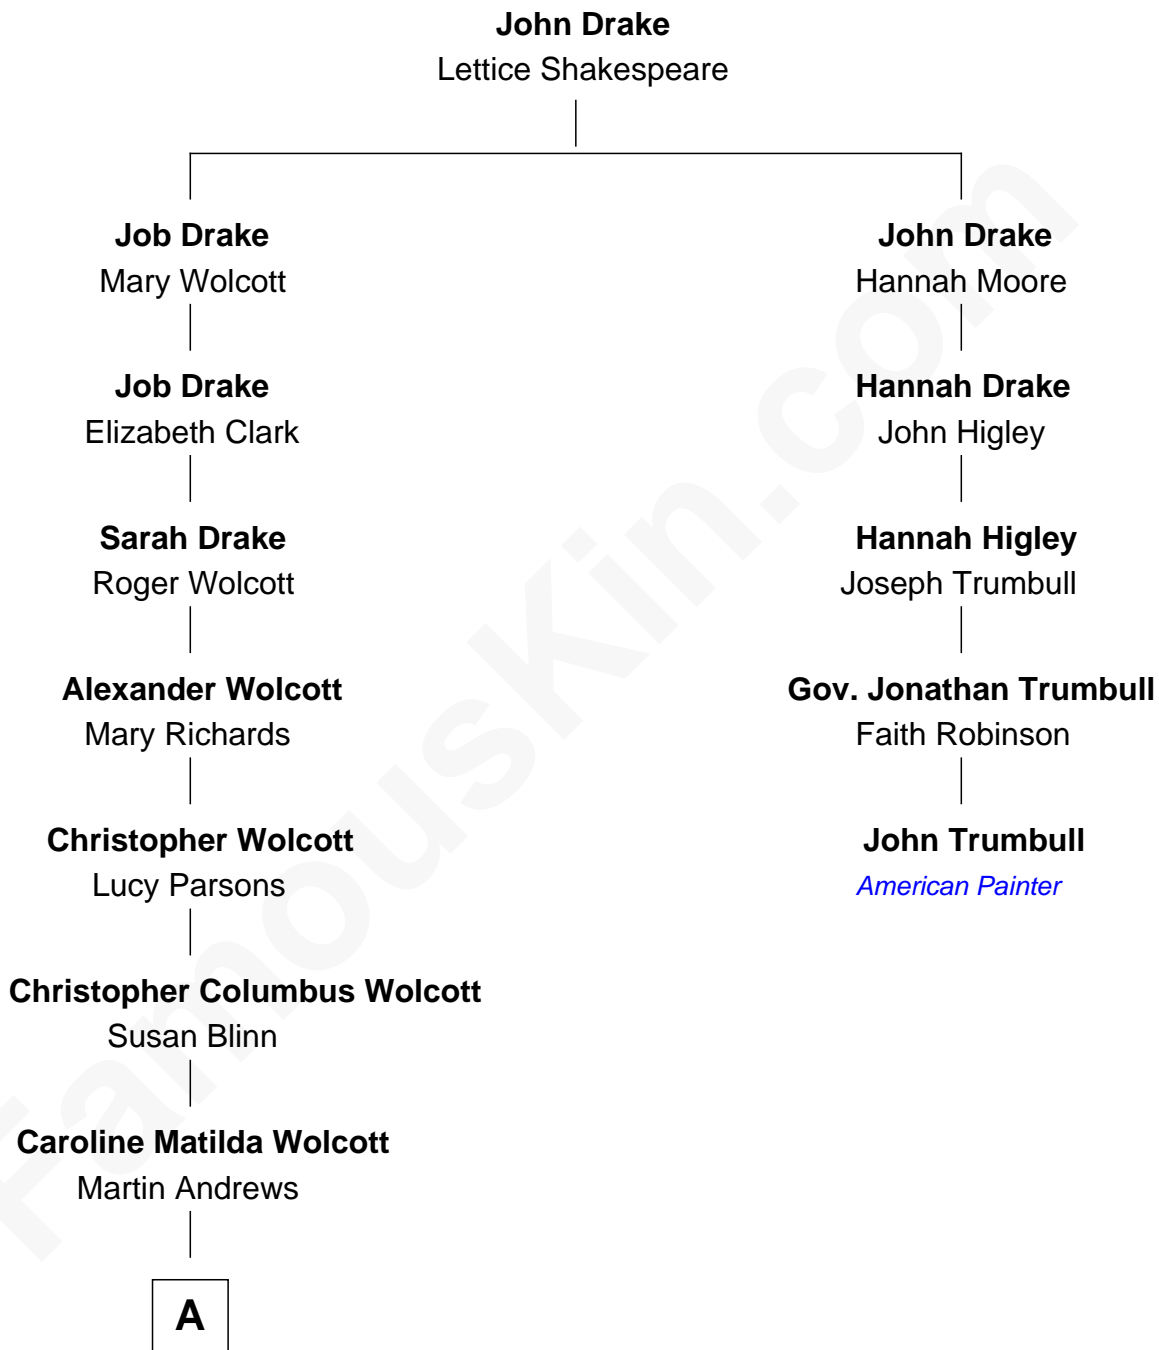 John Drake
Lettice Shakespeare
Job Drake
Mary Wolcott
John Drake
Hannah Moore
Job Drake
Elizabeth Clark
Hannah Drake
John Higley
Sarah Drake
Roger Wolcott
Hannah Higley
Joseph Trumbull
Alexander Wolcott
Mary Richards
Gov. Jonathan Trumbull
Faith Robinson
Christopher Wolcott
Lucy Parsons
John Trumbull
American Painter
Christopher Columbus Wolcott
Susan Blinn
Caroline Matilda Wolcott
Martin Andrews
A
FamousKin.com